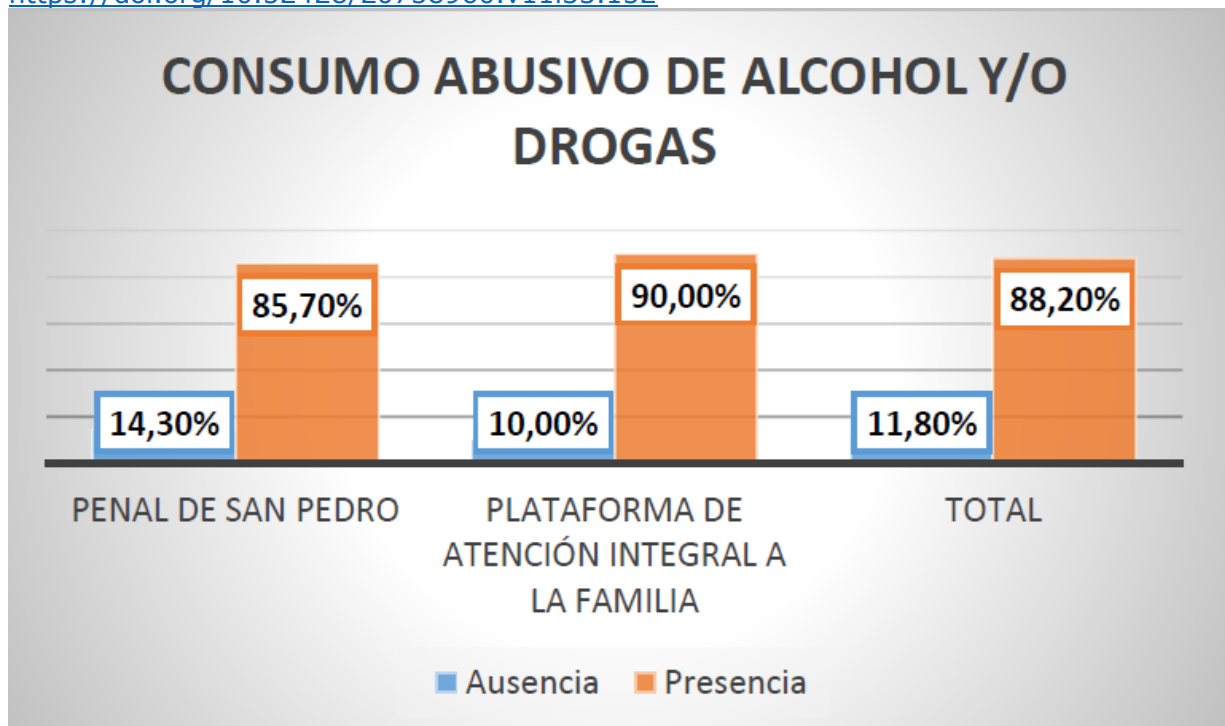 CONSUMO ABUSIVO DE ALCOHOL Y/O
DROGAS
85,70%
90,00%
88,20%
14,30%
10,00%
11,80%
PENAL DE SAN PEDRO
PLATAFORMA DE
ATENCIÓN INTEGRAL A
LA FAMILIA
TOTAL
Ausencia
Presencia